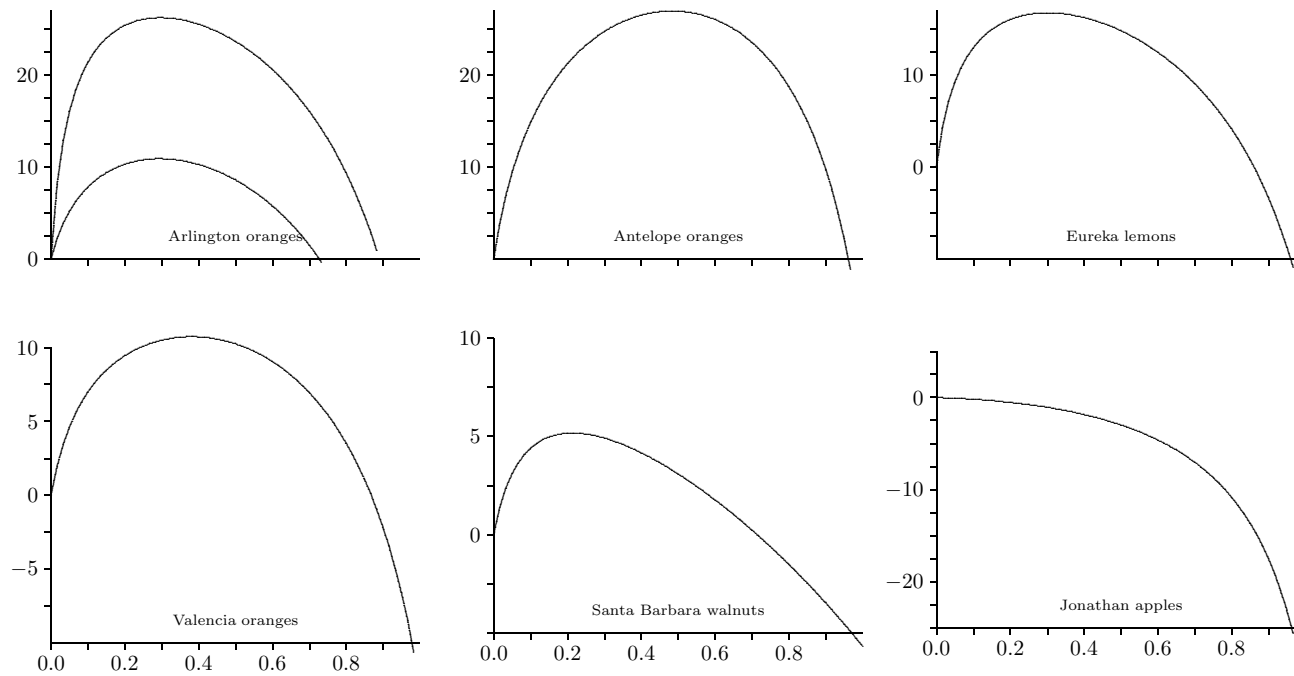 20
10
0
Arlington oranges
20
10
0
Antelope oranges
10
0
Eureka lemons
10
5
0
−5
Valencia oranges
0.0 0.2 0.4 0.6 0.8
10
5
0
Santa Barbara walnuts
0.0 0.2 0.4 0.6 0.8
0
−10
−20
Jonathan apples
0.0 0.2 0.4 0.6 0.8